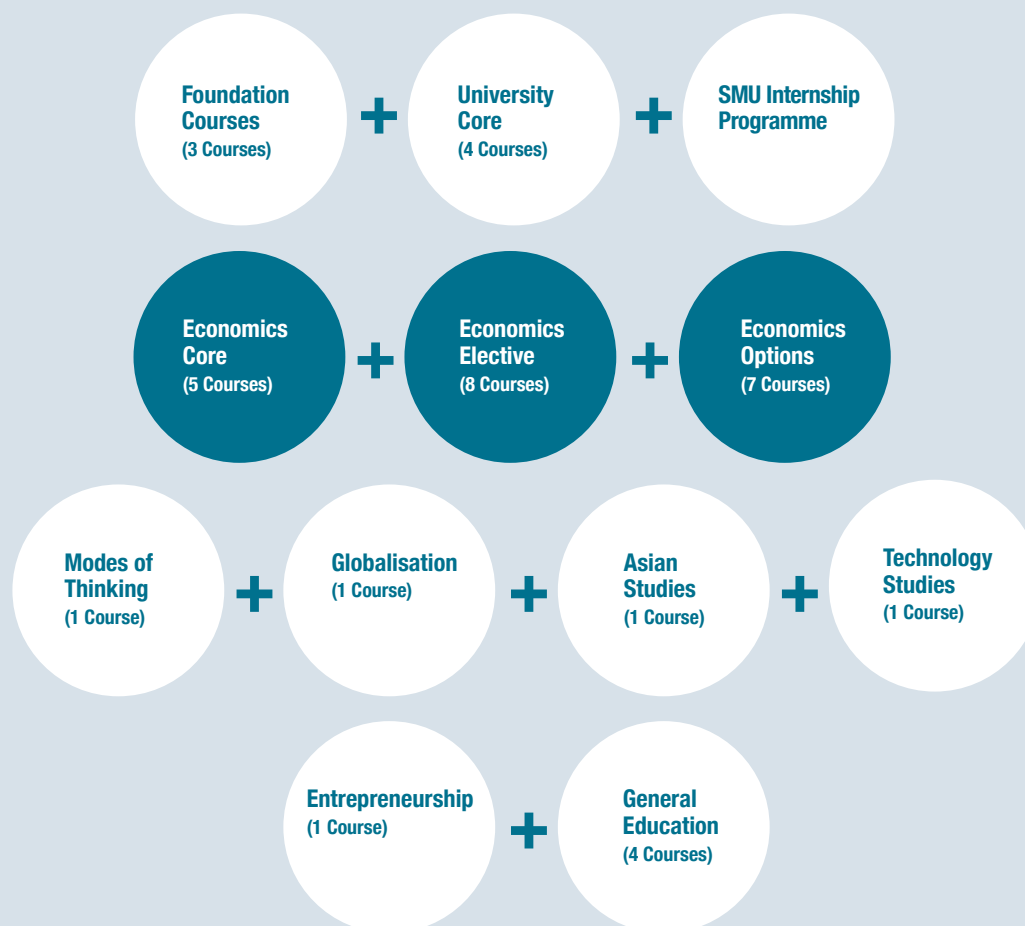 Foundation
Courses
(3 Courses)
+
University
Core
(4 Courses)
+
SMU Internship
Programme
Economics
Core
(5 Courses)
+
Economics
Elective
(8 Courses)
+
Economics
Options
(7 Courses)
Modes of
Thinking
(1 Course)
+
Globalisation
(1 Course)
+
Asian
Studies
(1 Course)
+
Technology
Studies
(1 Course)
Entrepreneurship
(1 Course)
+
General
Education
(4 Courses)